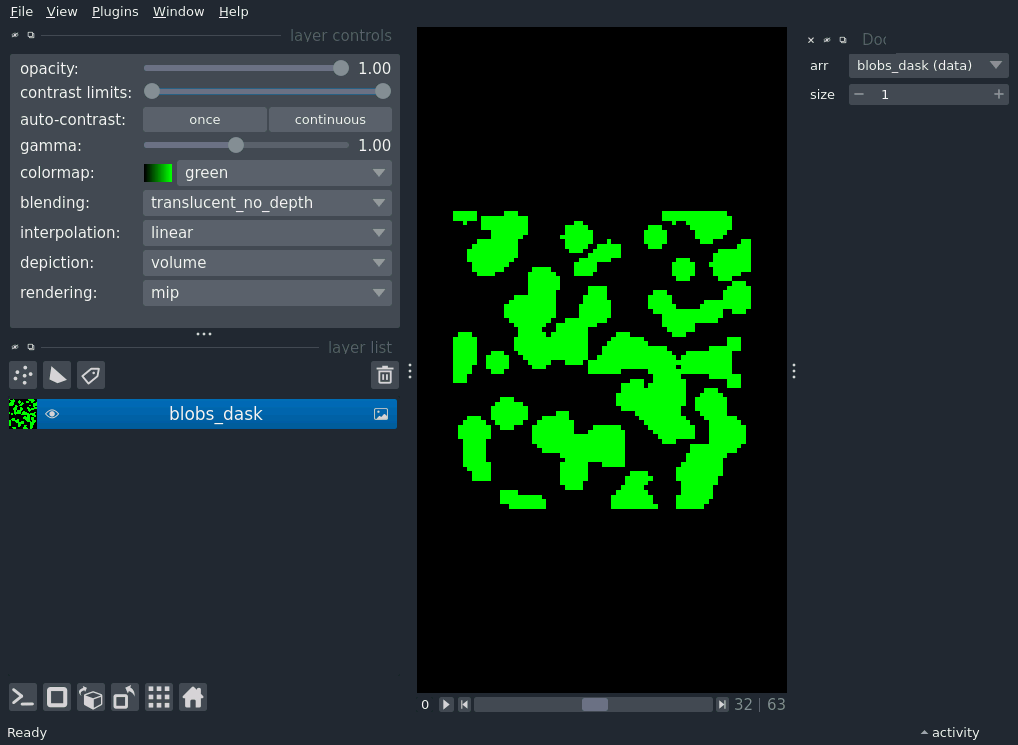 File View Plugins Window Help
layer controls
opacity: 1.00
contrast limits:
auto-contrast: once continuous
gamma: 1.00
colormap: green
blending: translucent_no_depth
interpolation: linear
depiction: volume
rendering: mip
layer list
blobs_dask
0 32 | 63
Ready
activity
arr blobs_dask (data)
size 1